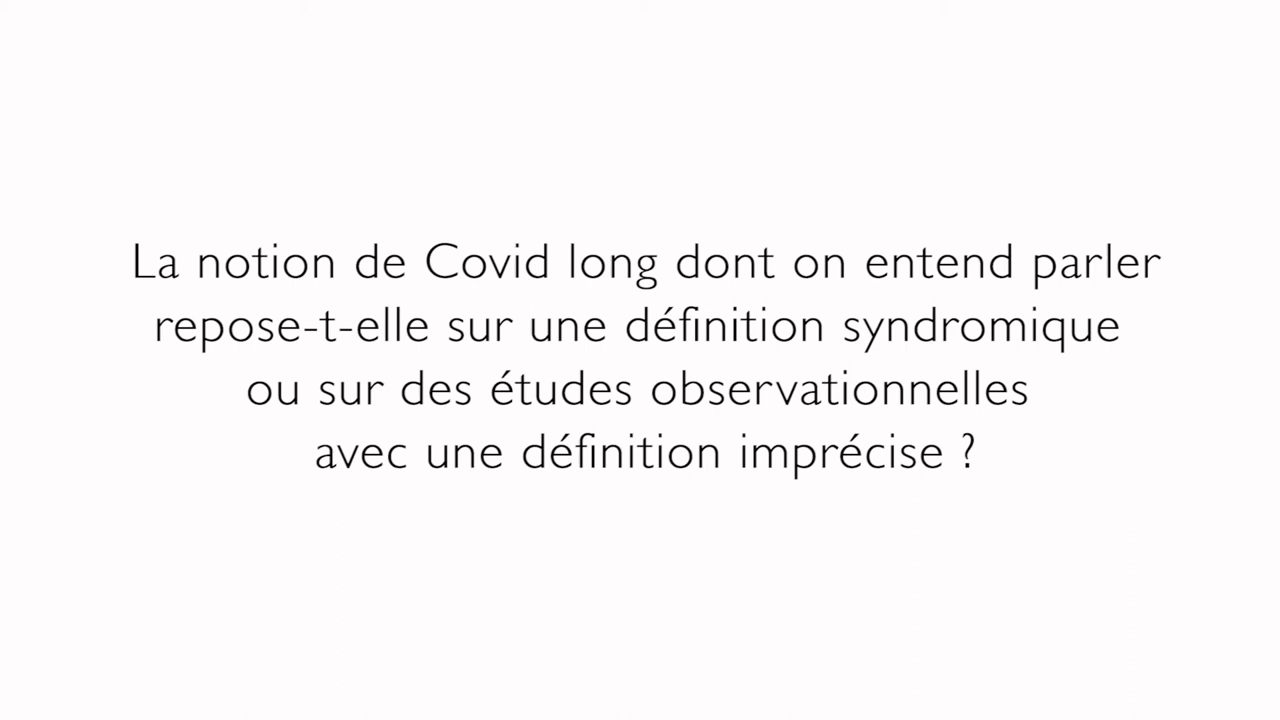 La notion de Covid long dont on entend parler
repose-t-elle sur une définition syndromique
ou sur des études observationnelles
avec une définition imprécise ?